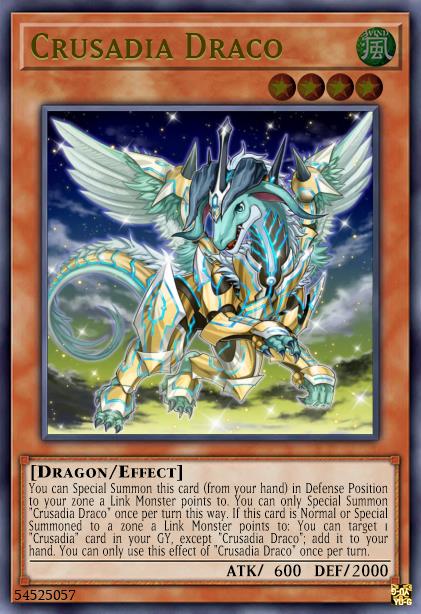 CRUSADIA DRACO
WIND
風
[DRAGON/EFFECT]
You can Special Summon this card (from your hand) in Defense Position
to your zone a Link Monster points to. You can only Special Summon
"Crusadia Draco" once per turn this way. If this card is Normal or Special
Summoned to a zone a Link Monster points to: You can target 1
"Crusadia" card in your GY, except "Crusadia Draco"; add it to your
hand. You can only use this effect of "Crusadia Draco" once per turn.
ATK/ 600 DEF/2000
54525057